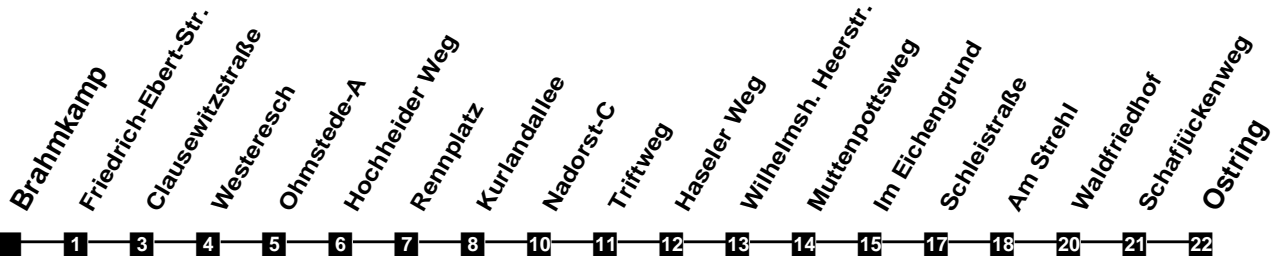 Brahmkamp
Friedrich-Ebert-Str.
Clausewitzstraße
Westeresch
Ohmstede-A
Hochheider Weg
Rennplatz
Kurlandallee
Nadorst-C
Triftweg
Haseler Weg
Wilhelmsh. Heerstr.
Muttenpottsweg
Im Eichengrund
Schleistraße
Am Strehl
Waldfriedhof
Schafjückenweg
Ostring
1 3 4 5 6 7 8 10 11 12 13 14 15 17 18 20 21 22